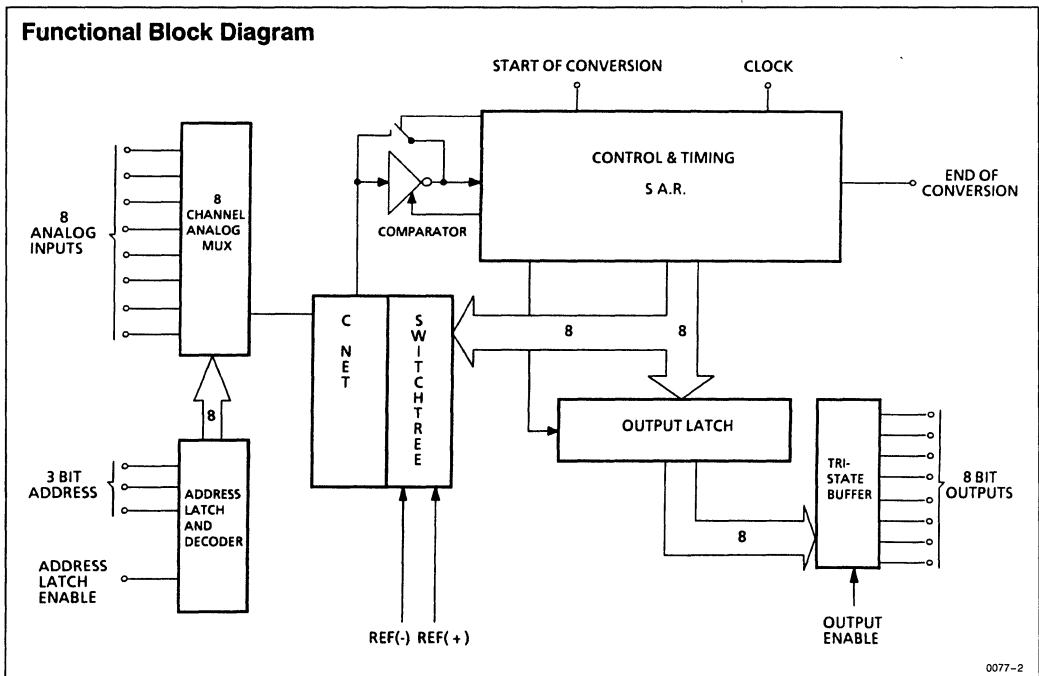 Functional Block Diagram
START OF CONVERSION
CLOCK
CONTROL & TIMING
S A.R.
END OF
CONVERSION
COMPARATOR
8
ANALOG
INPUTS
8
CHANNEL
ANALOG
MUX
8
3 BIT
ADDRESS
ADDRESS
LATCH
AND
DECODER
ADDRESS
LATCH
ENABLE
C NET
SWITCHTREE
REF(-) REF(+)
8
8
OUTPUT LATCH
8
TRI-
STATE
BUFFER
8 BIT
OUTPUTS
OUTPUT
ENABLE
0077-2